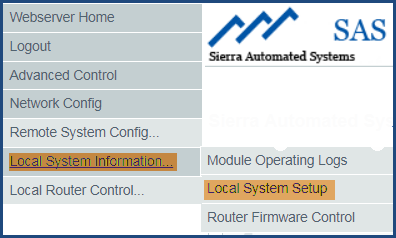 Webserver Home
Logout
Advanced Control
Network Config
Remote System Config...
Local System Information...
Local Router Control...
SAS
Sierra Automated Systems
Sierra Automated Sy
Module Operating Logs
Local System Setup
Router Firmware Control